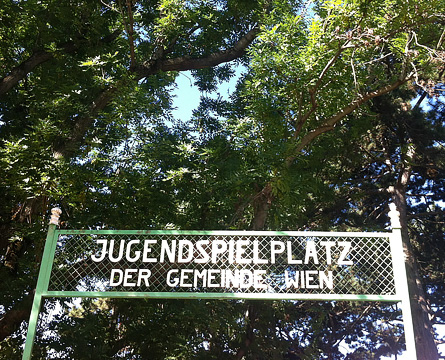 JUGENDSPIELPLATZ
DER GEMEINDE WIEN